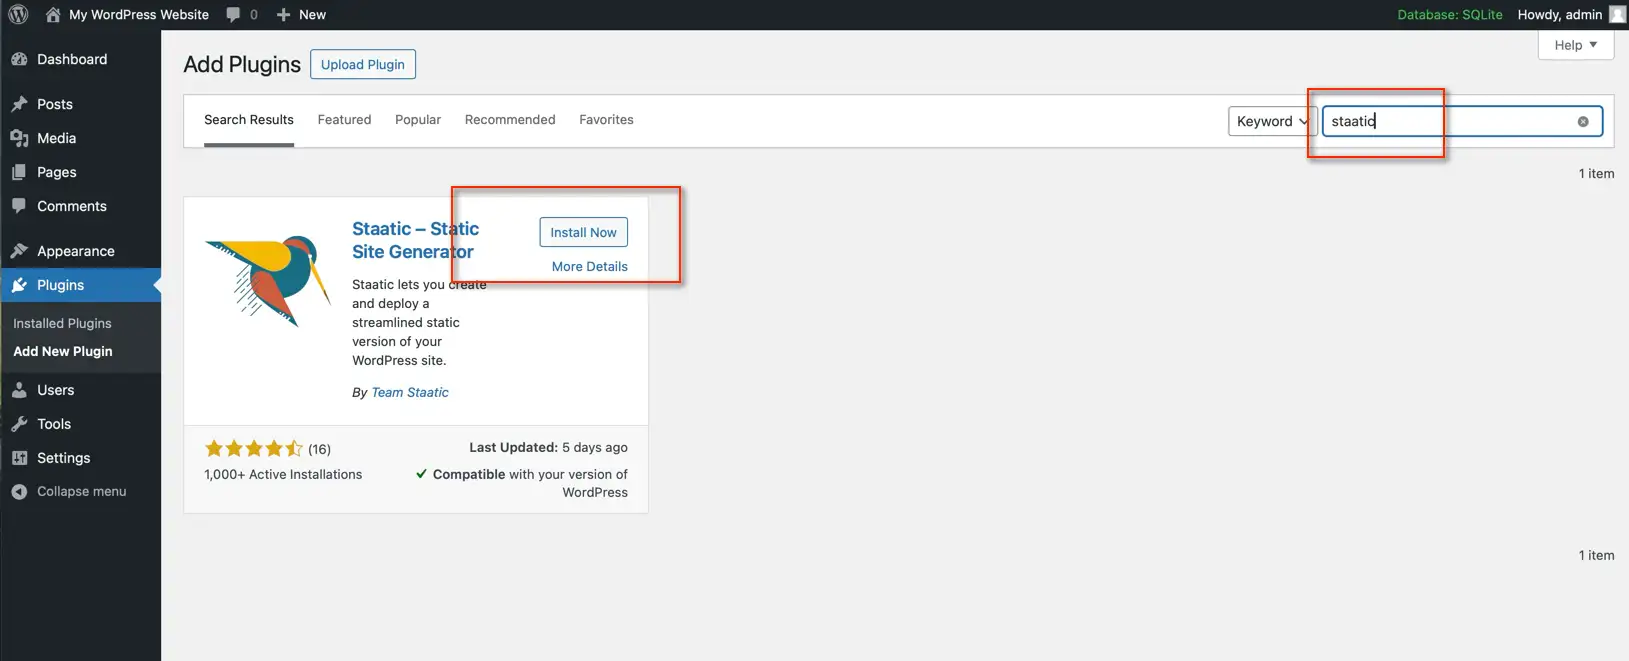 My WordPress Website 0 New Database: SQLite Howdy, admin
Help
Dashboard
Posts
Media
Pages
Comments
Appearance
Plugins
Installed Plugins
Add New Plugin
Users
Tools
Settings
Collapse menu
Add Plugins Upload Plugin
Search Results Featured Popular Recommended Favorites Keyword staatic
1 item
Staatic – Static
Site Generator
Install Now
More Details
Staatic lets you create
and deploy a
streamlined static
version of your
WordPress site.
By Team Staatic
(16)
1,000+ Active Installations
Last Updated: 5 days ago
Compatible with your version of
WordPress
1 item